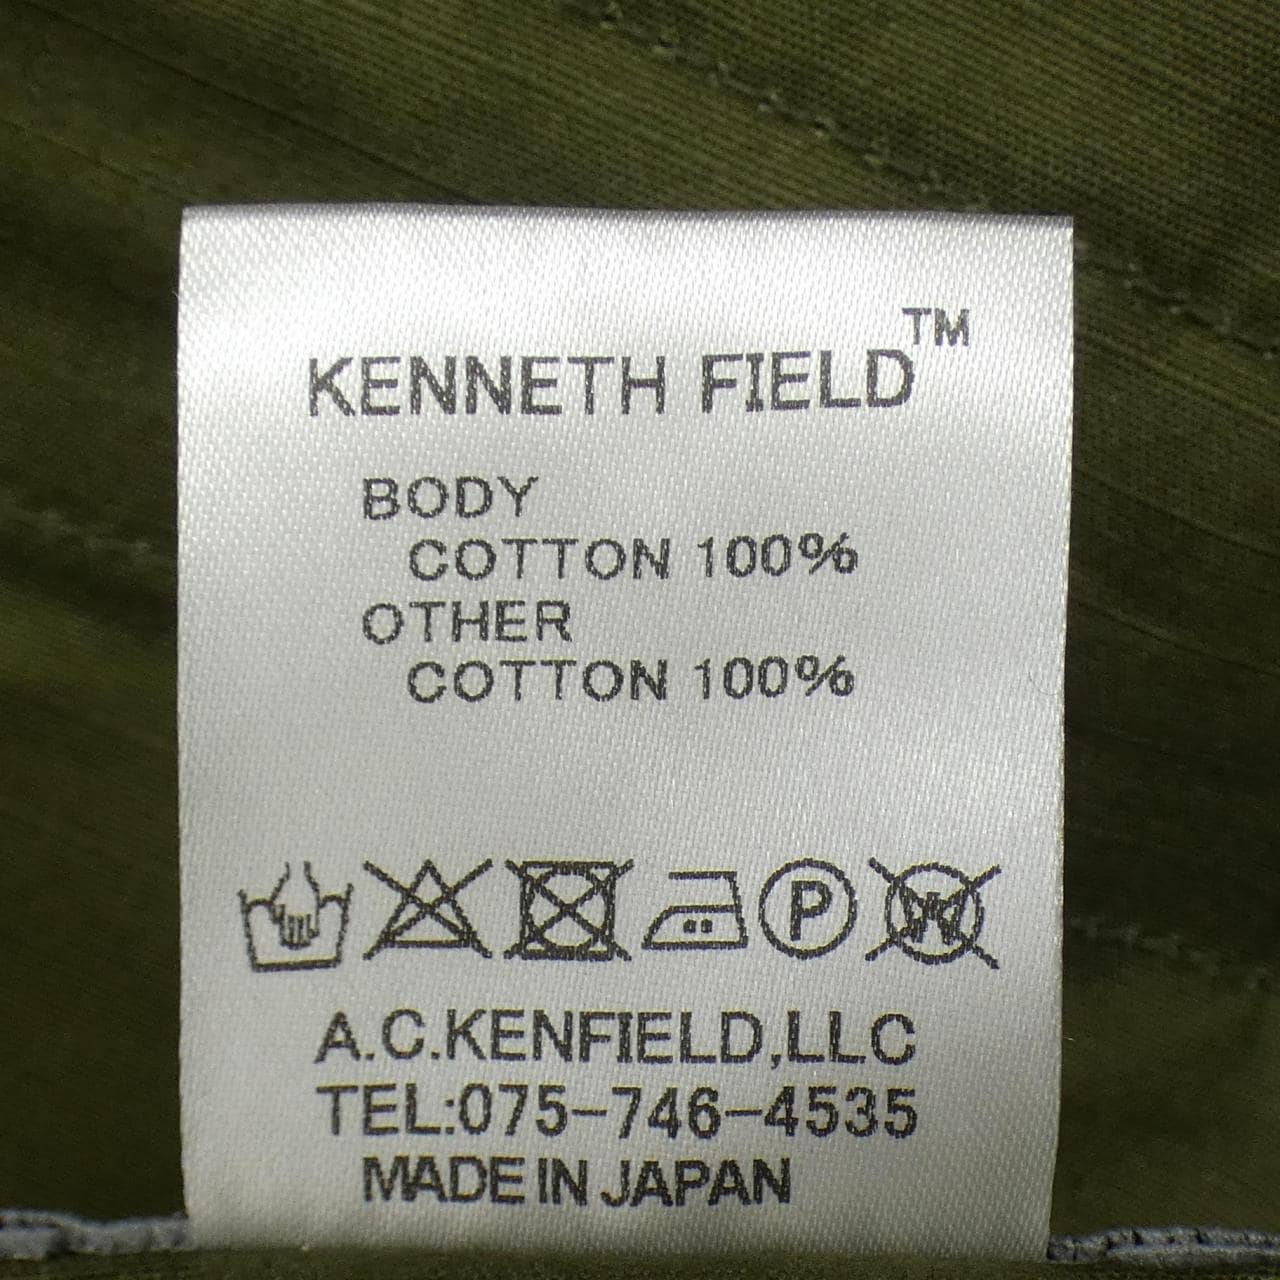 KENNETH FIELD™
BODY
COTTON 100%
OTHER
COTTON 100%
P W
A.C.KENFIELD,LLC
TEL:075-746-4535
MADE IN JAPAN